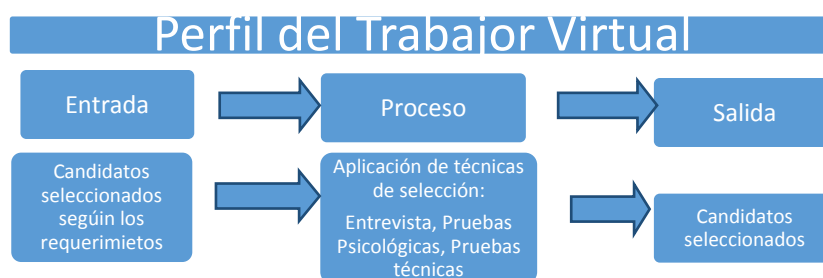 Perfil del Trabajor Virtual
Entrada
Proceso
Salida
Candidatos
seleccionados
segúin los
requerimietos
Aplicación de técnicas
de selección:
Entrevista, Pruebas
Psicológicas, Pruebas
técnicas
Candidatos
seleccionados